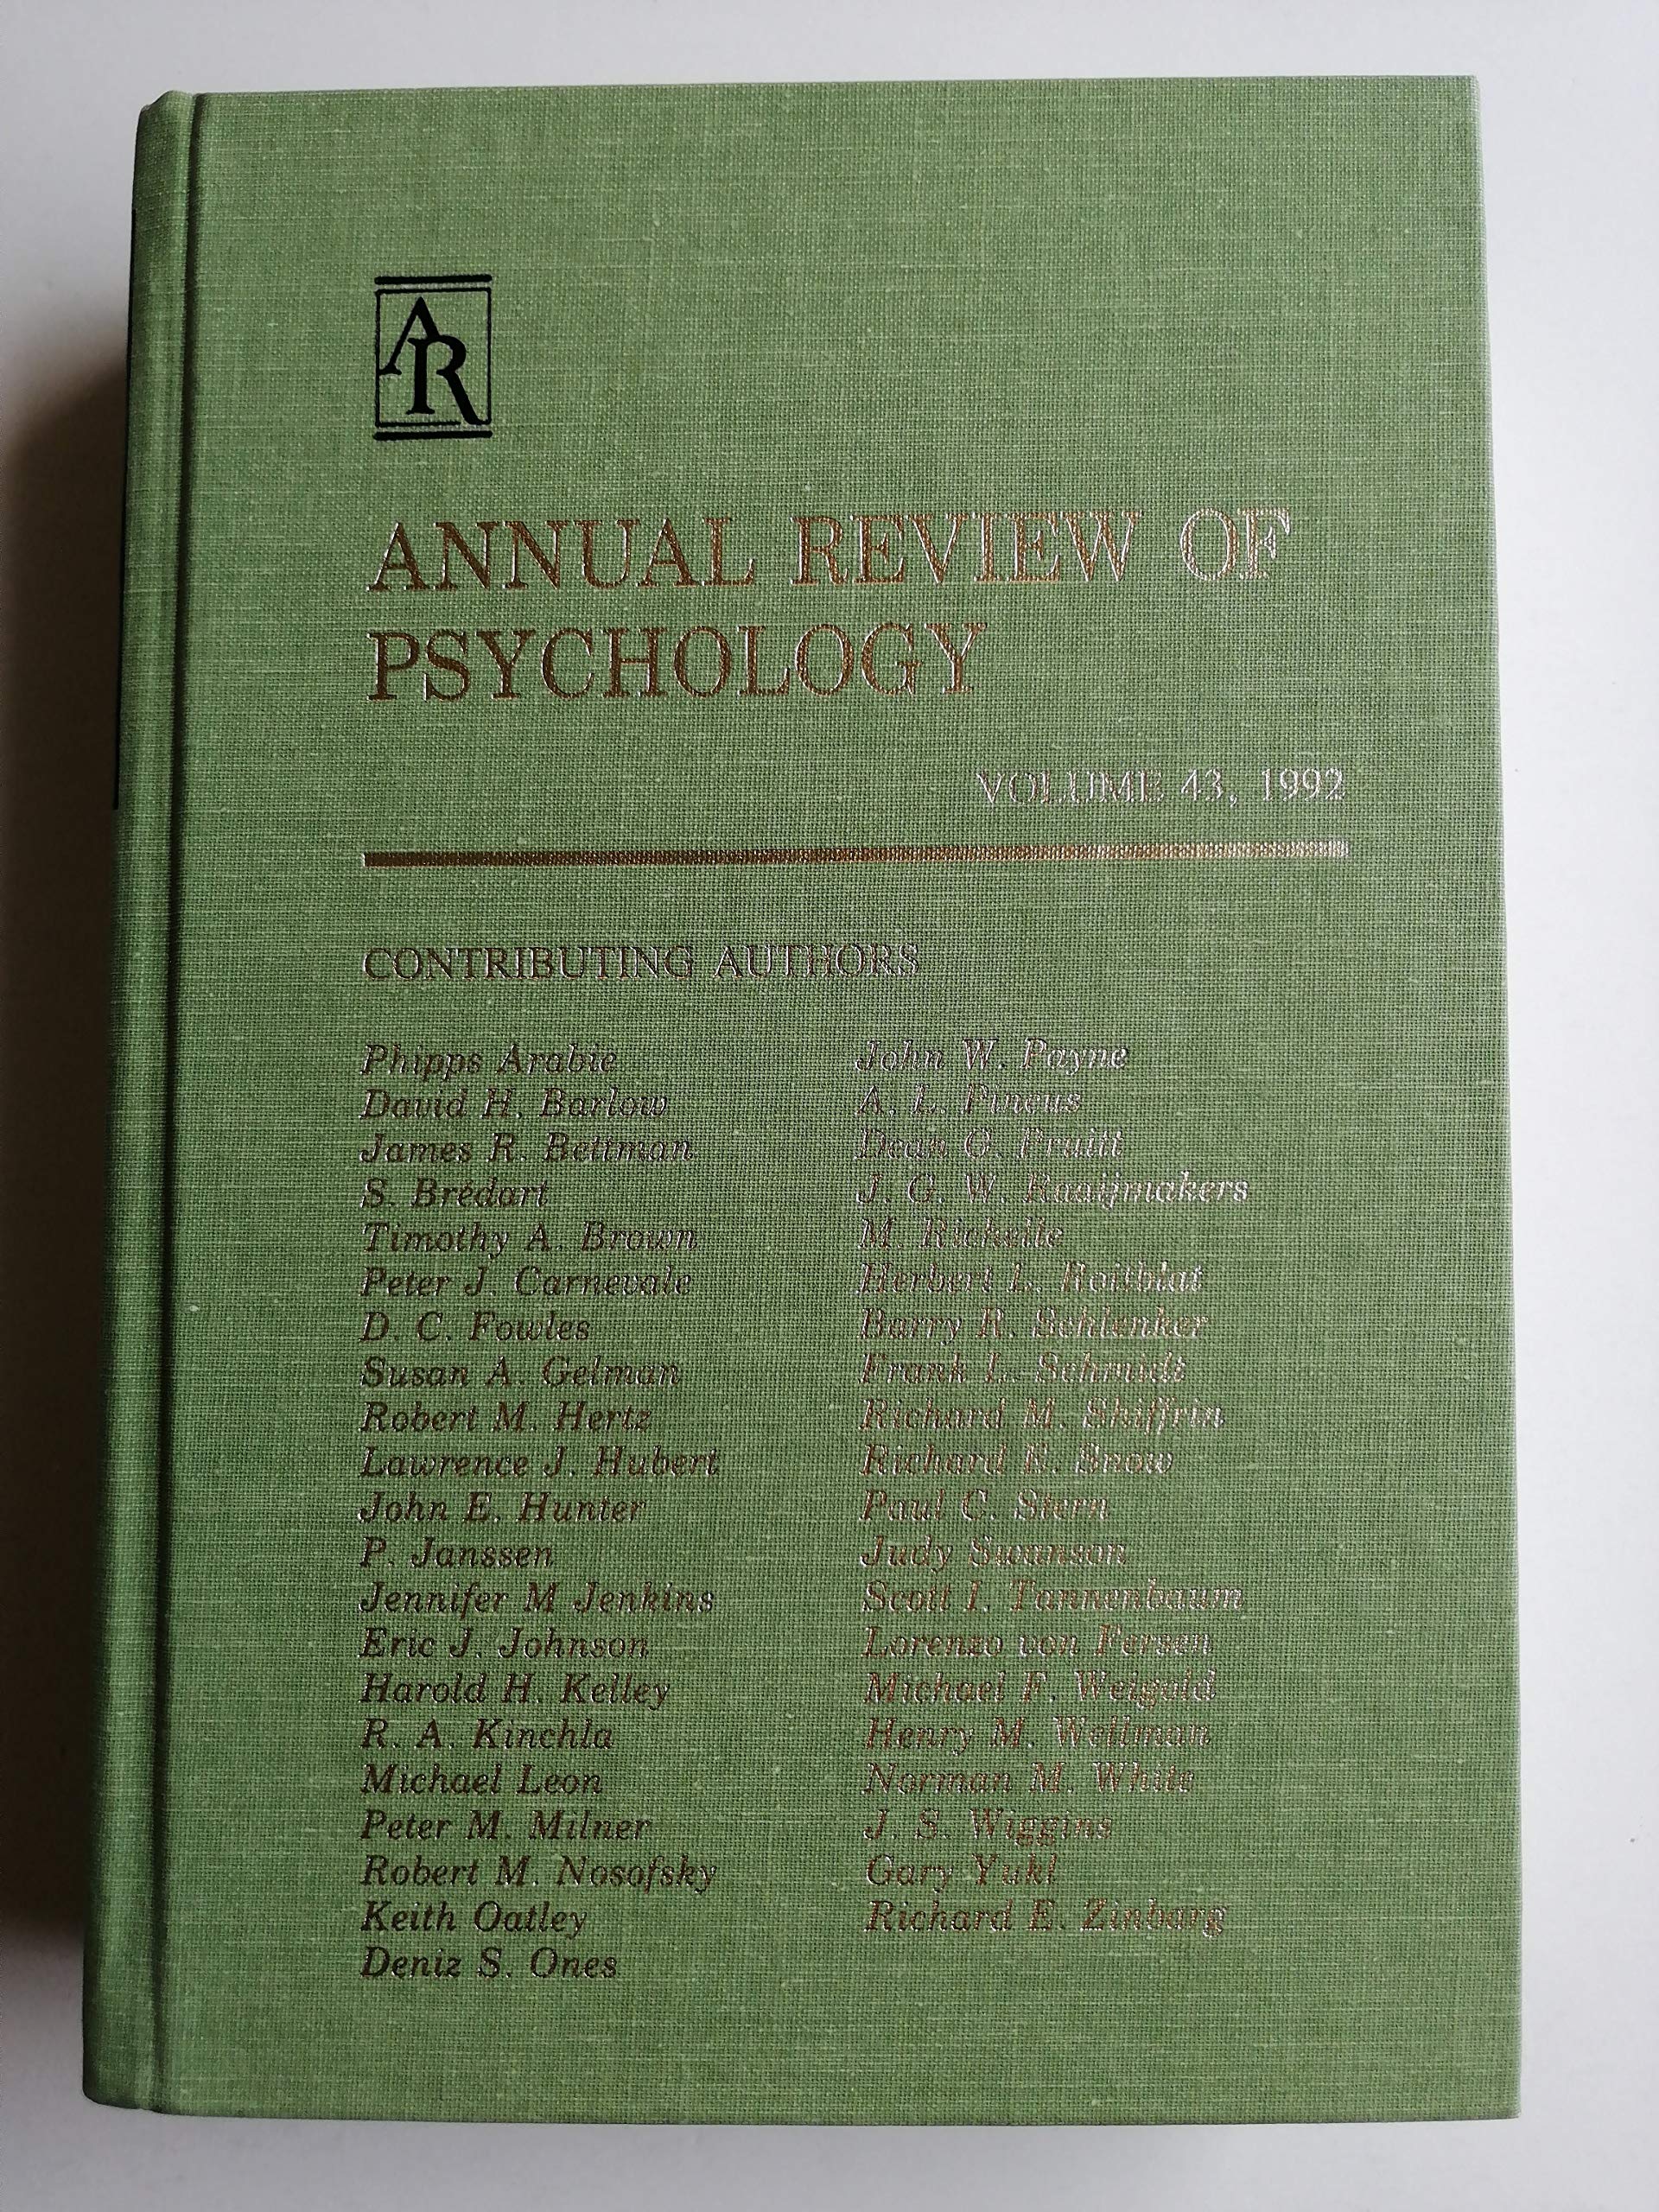 AR
ANNUAL REVIEW OF
PSYCHOLOGY
VOLUME 43, 1992
CONTRIBUTING AUTHORS
Phipps Arabie
David H. Barlow
James R. Bettman
S. Brédart
Timothy A. Brown
Peter J. Carnevale
D. C. Fowles
Susan A. Gelman
Robert M. Hertz
Lawrence J. Hubert
John E. Hunter
P. Janssen
Jennifer M Jenkins
Eric J. Johnson
Harold H. Kelley
R. A. Kinchla
Michael Leon
Peter M. Milner
Robert M. Nosofsky
Keith Oatley
Deniz S. Ones
John W. Payne
A. L. Pincus
Dean G. Pruitt
J. G. W. Raaijmakers
M. Richelle
Herbert L. Roitblat
Barry R. Schlenker
Frank L. Schmidt
Richard M. Shiffrin
Richard E. Snow
Paul C. Stern
Judy Swanson
Scott I. Tannenbaum
Lorenzo von Fersen
Michael F. Weigold
Henry M. Wellman
Norman M. White
J. S. Wiggins
Gary Yukl
Richard E. Zinbarg